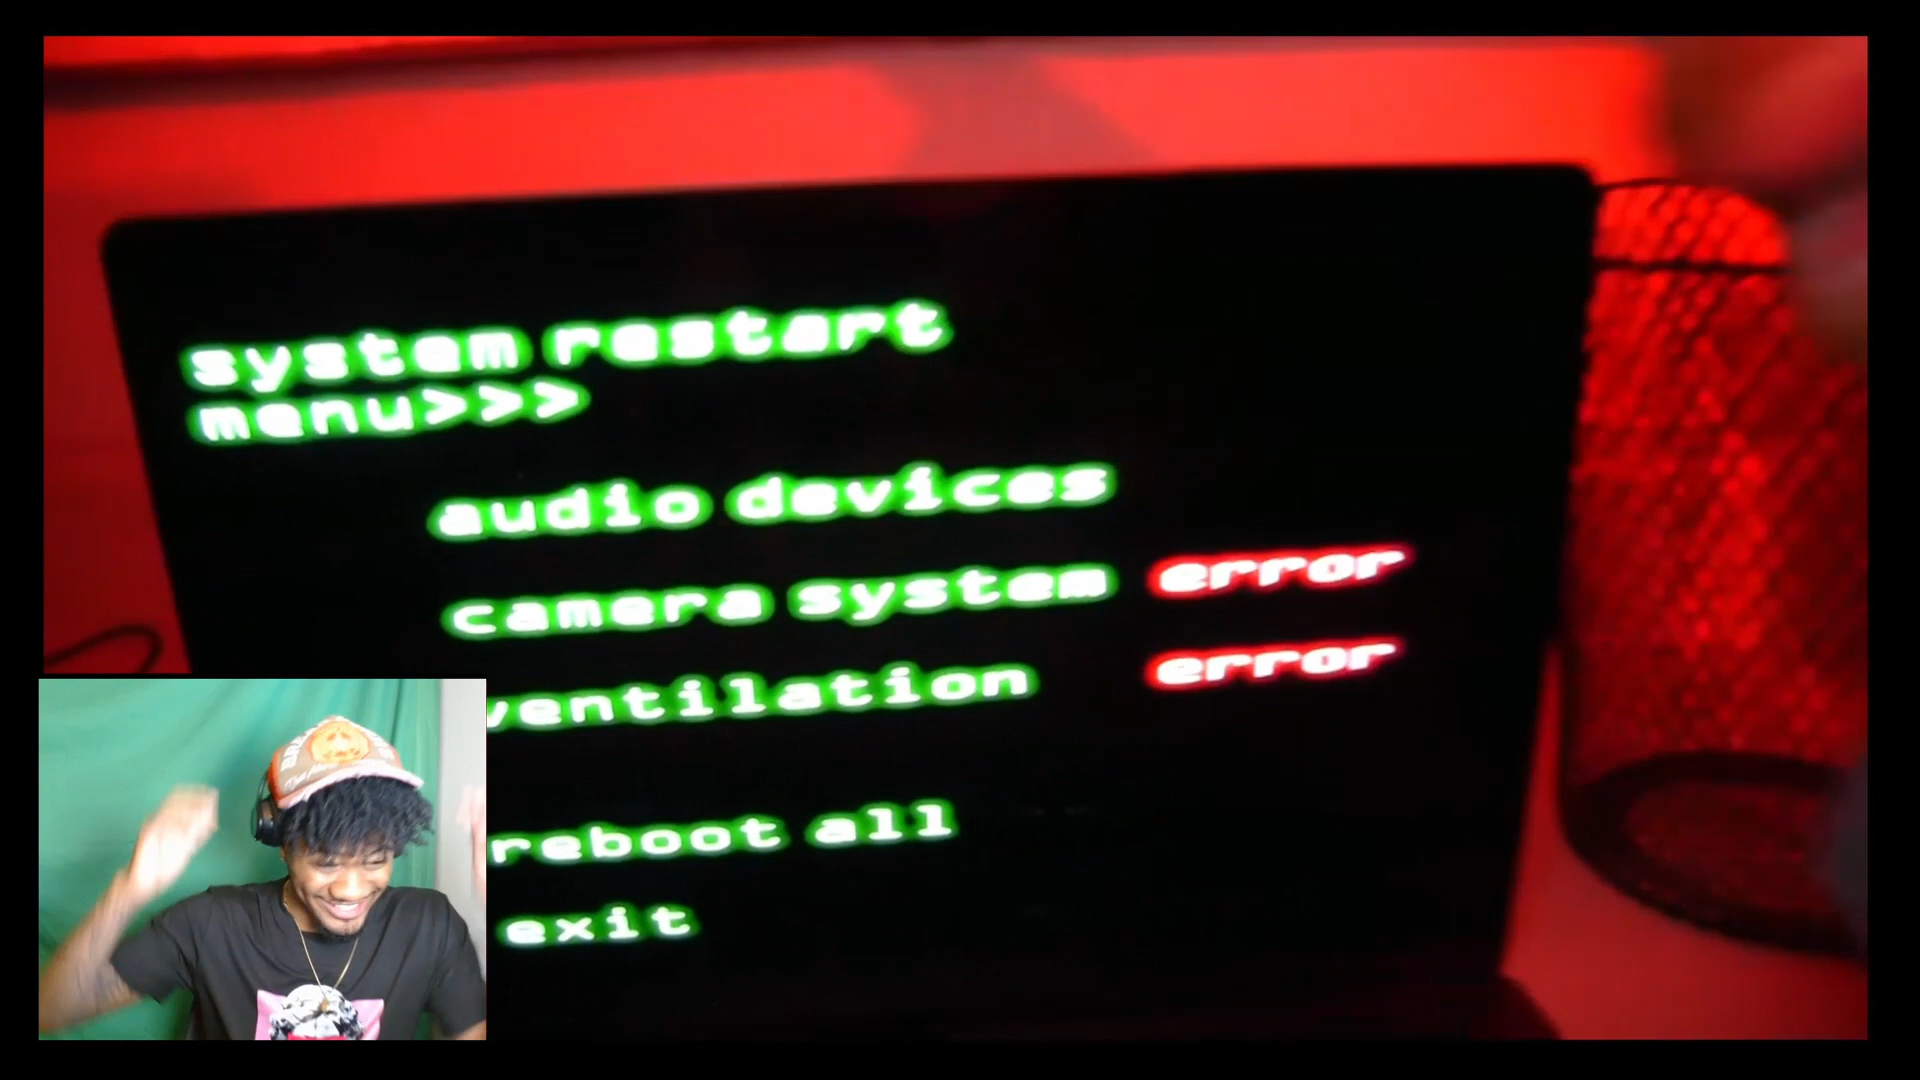 system restart
menu>>>
audio devices
camera system error
ventilation error
reboot all
exit